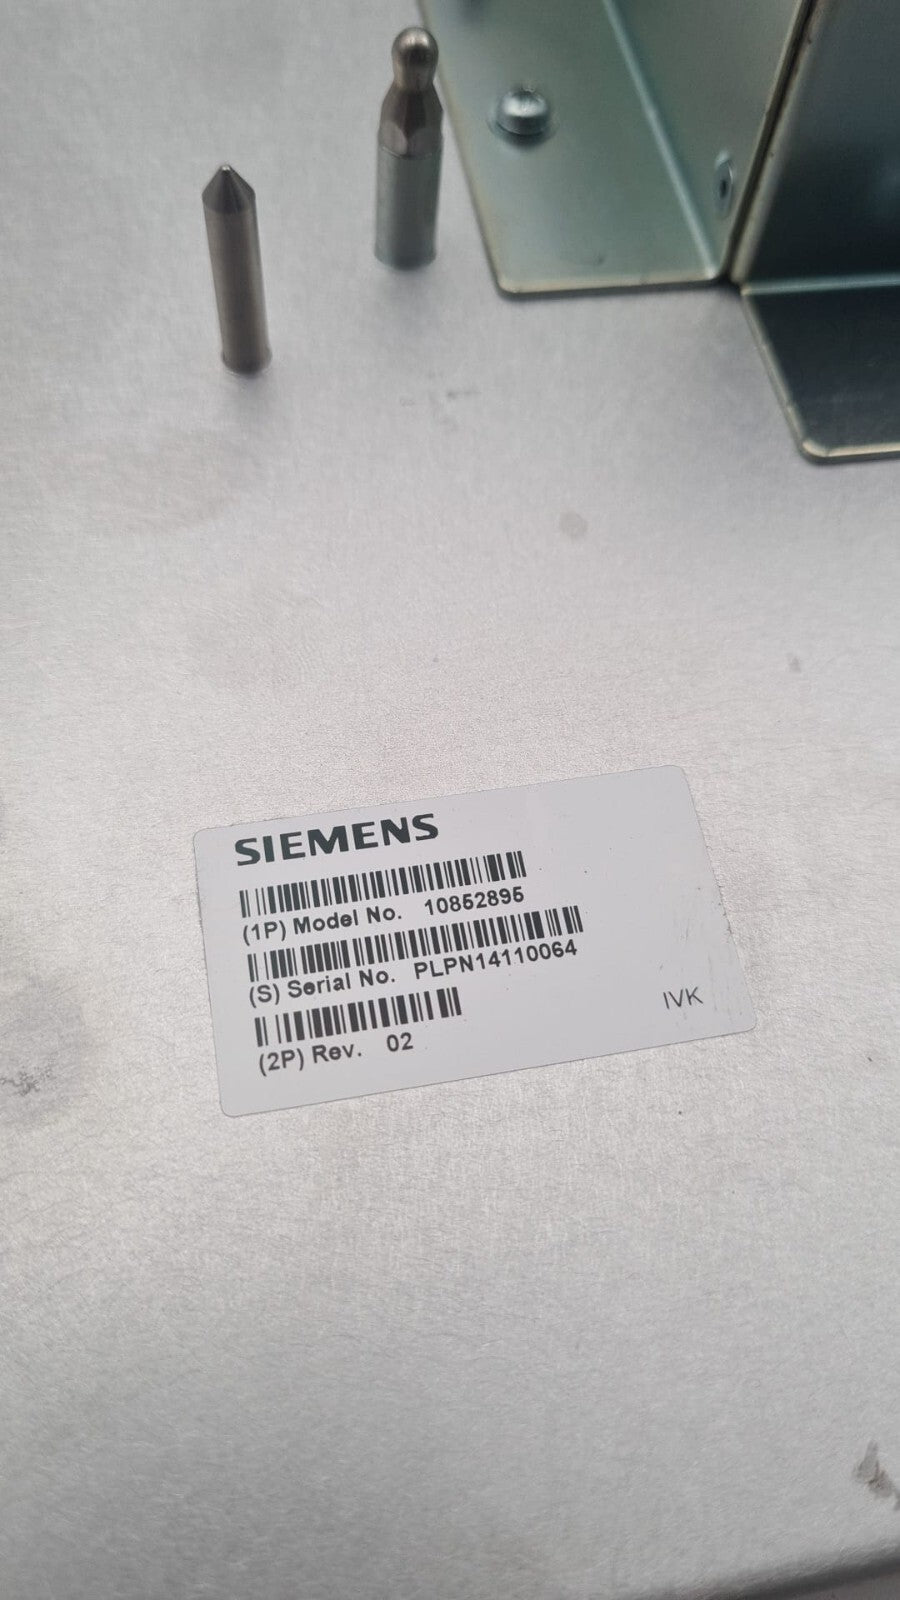 SIEMENS
(1P) Model No. 10852895
(S) Serial No. PLPN14110064
(2P) Rev. 02
IVK